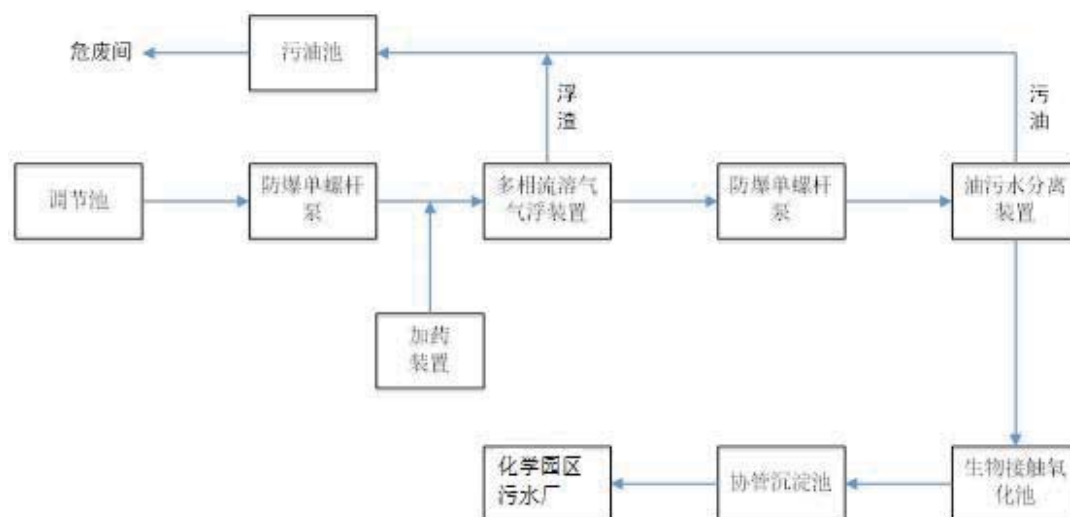 危废间
污油池
浮
渣
污
油
调节池
防爆单螺杆
泵
多相流溶气
气浮装置
防爆单螺杆
泵
油污水分离
装置
加药
装置
化学园区
污水厂
协管沉淀池
生物接触氧
化池